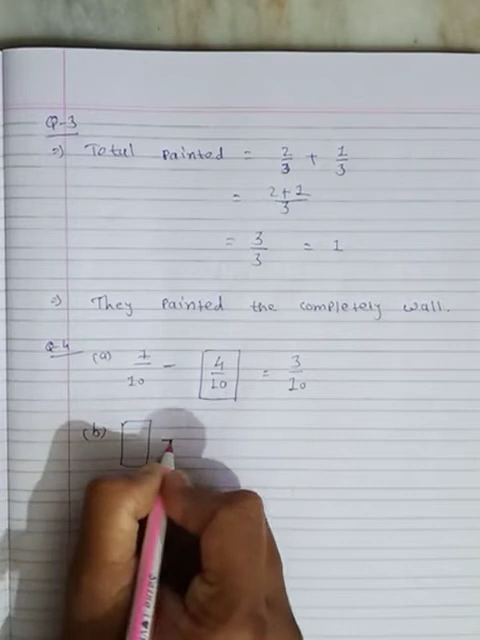 Q-3
⇒) Total Painted = 2/3 + 1/3
= 2+1/3
= 3/3 = 1
⇒) They Painted the completely wall.
Q-4 (a) 7/10 - 4/10 = 3/10
(b) -